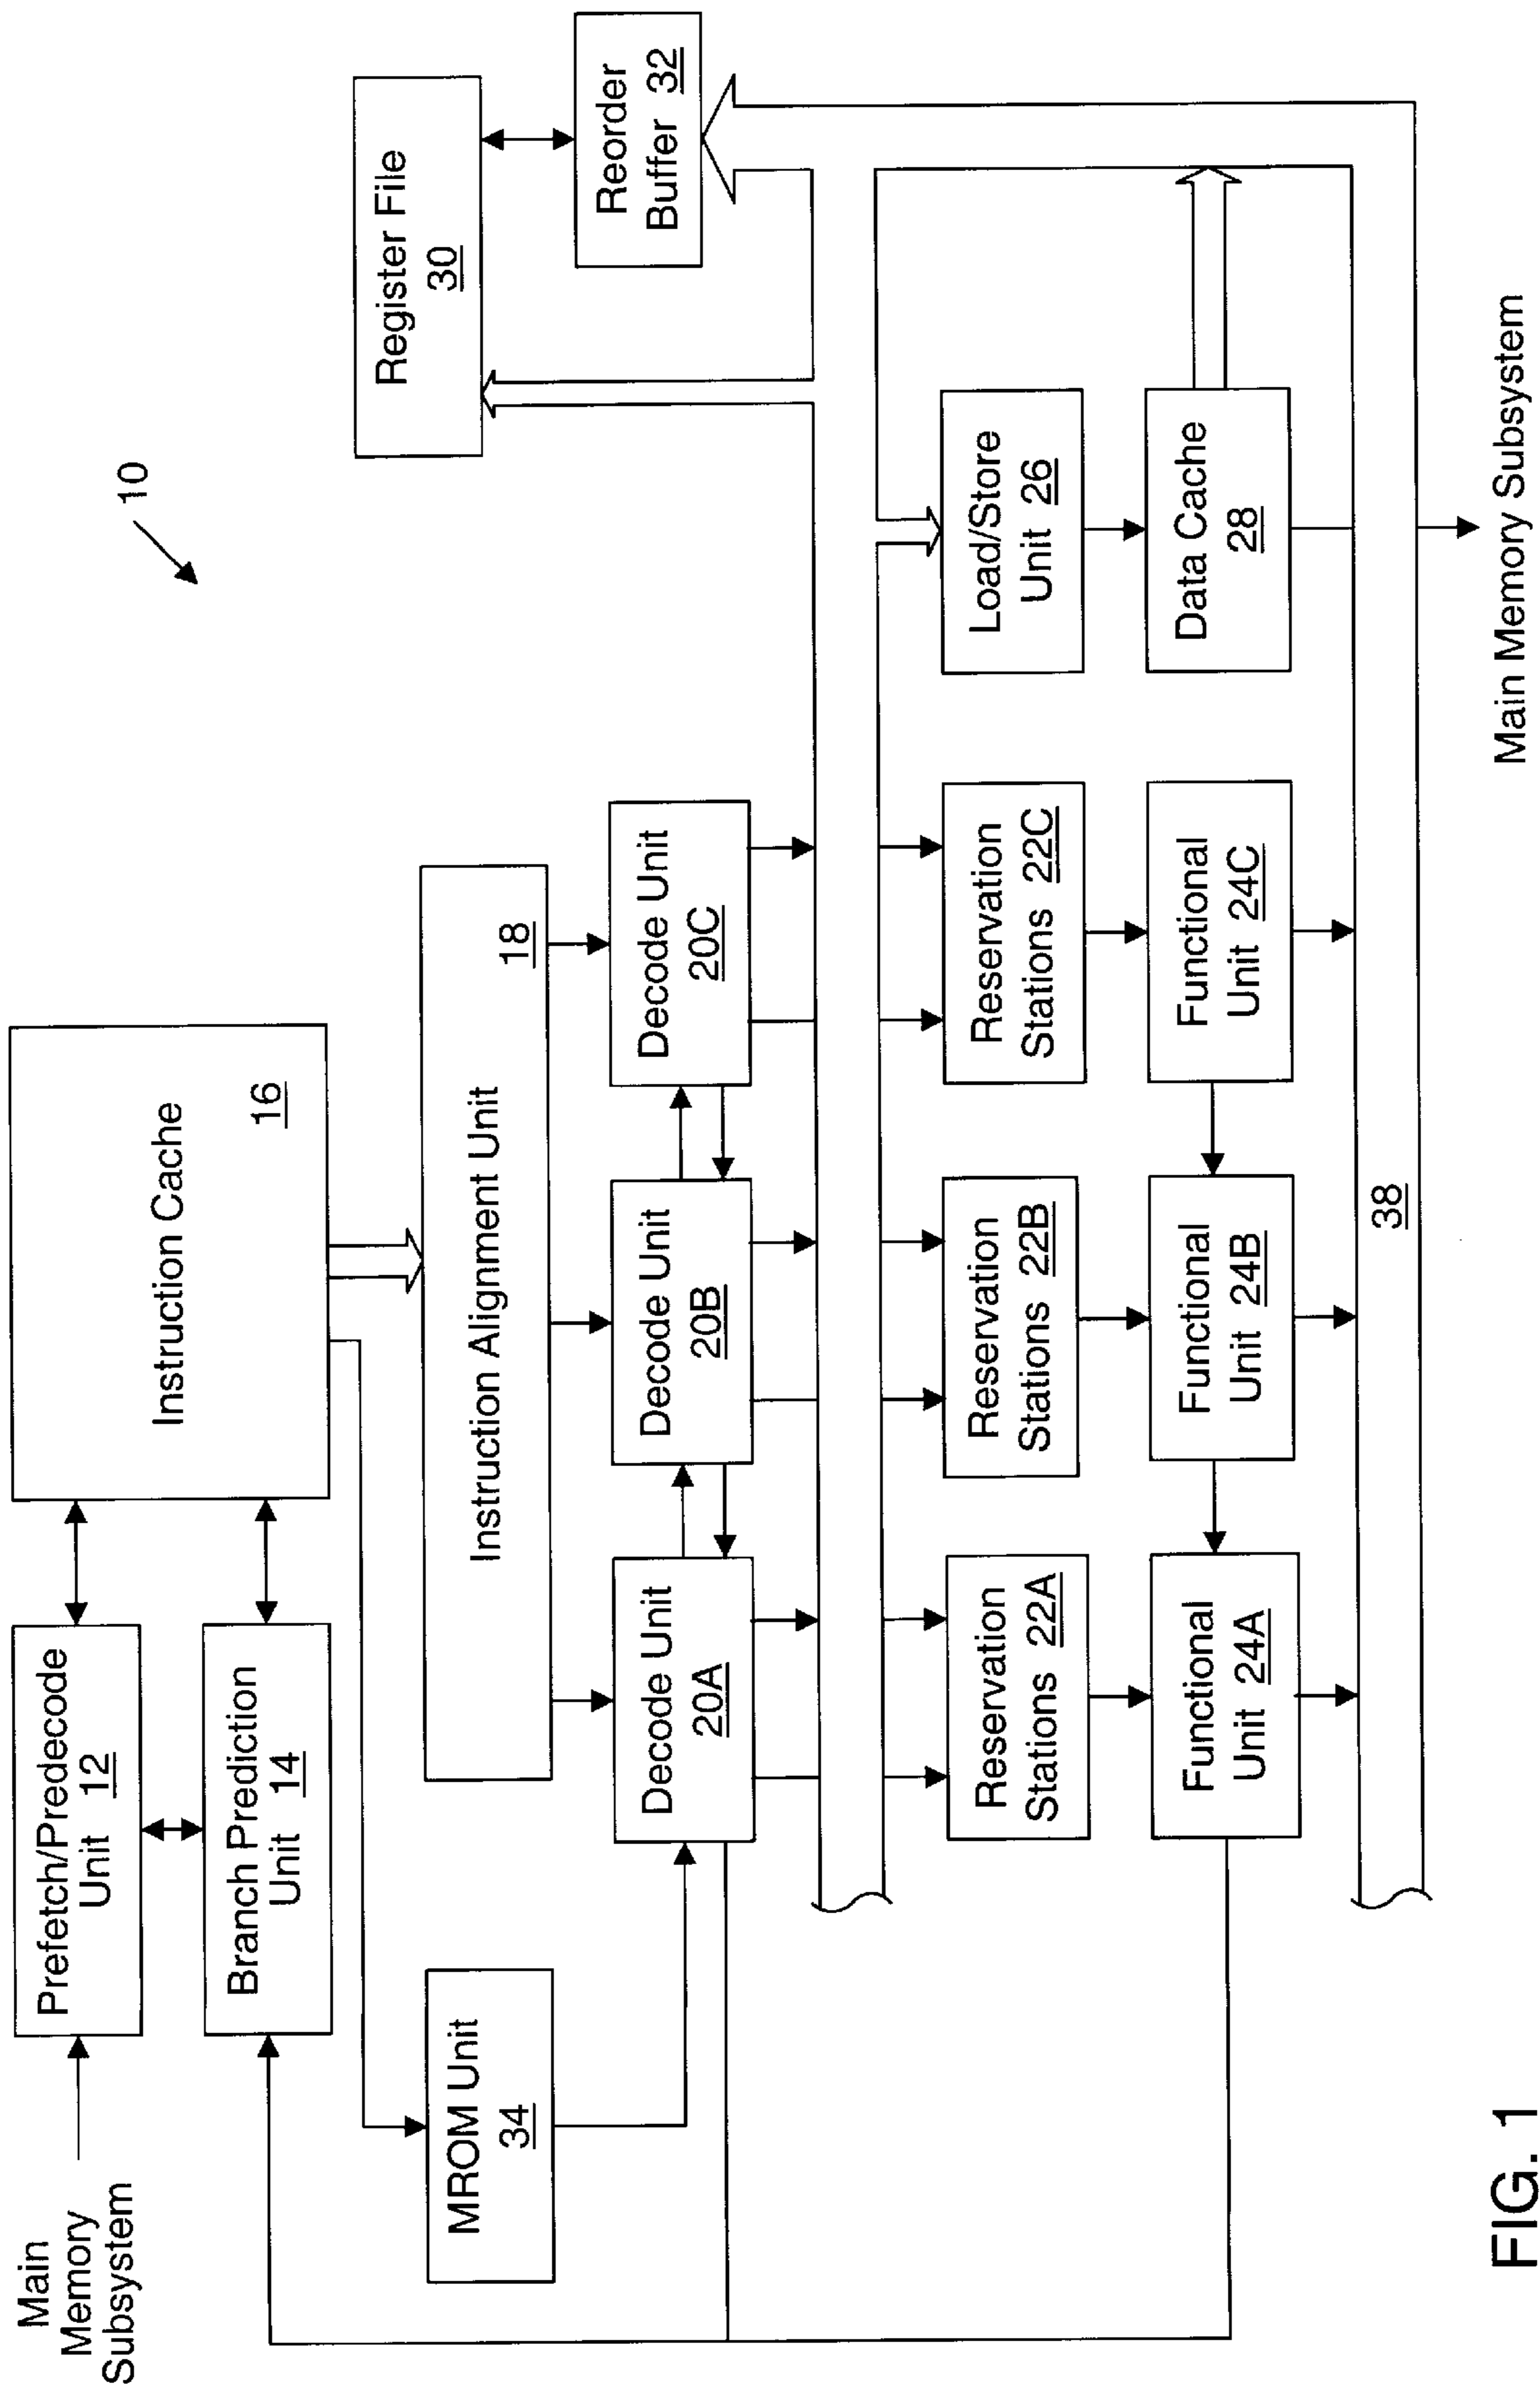 Main
Memory
Subsystem
Prefetch/Predecode
Unit 12
Branch Prediction
Unit 14
Instruction Cache
16
10
MROM Unit
34
Instruction Alignment Unit
18
Register File
30
Reorder
Buffer 32
Decode Unit
20A
Decode Unit
20B
Decode Unit
20C
Reservation
Stations 22A
Reservation
Stations 22B
Reservation
Stations 22C
Load/Store
Unit 26
Functional
Unit 24A
Functional
Unit 24B
Functional
Unit 24C
Data Cache
28
38
Main Memory Subsystem
FIG. 1